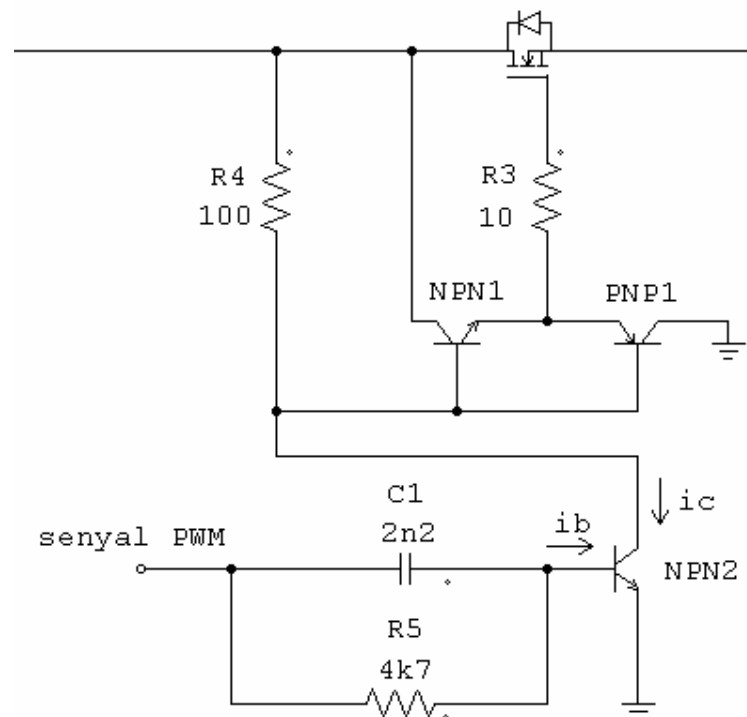 R4
100
R3
10
NPN1
PNP1
C1
2n2
ib
ic
senyal PWM
NPN2
R5
4k7